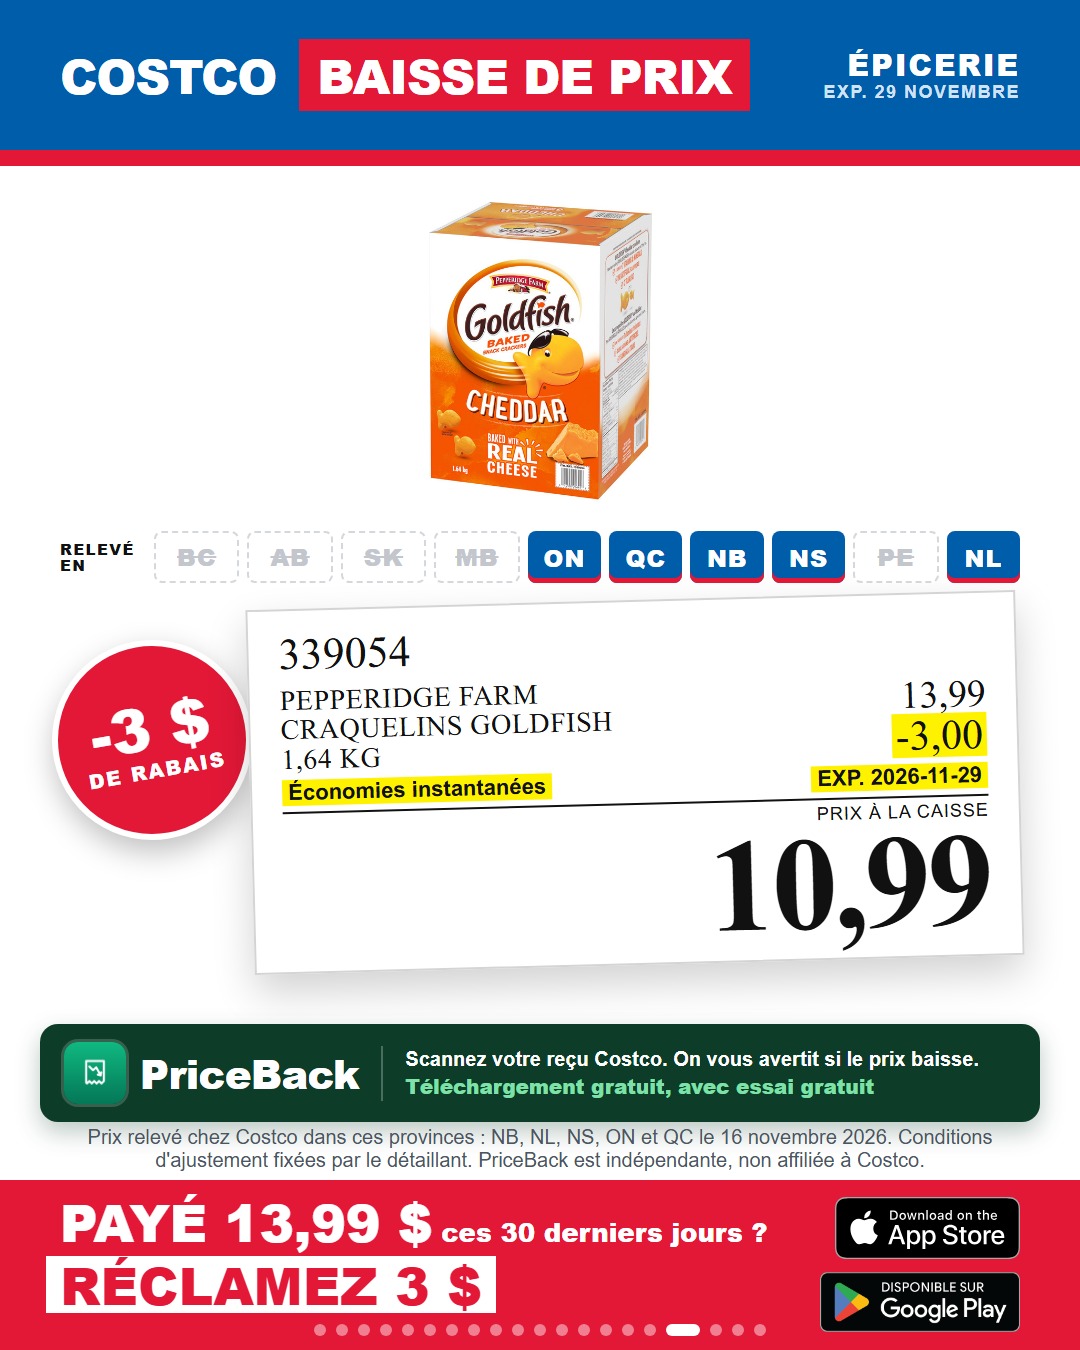 COSTCO BAISSE DE PRIX
ÉPICERIE
EXP. 29 NOVEMBRE
PEPPERIDGE FARM
Goldfish
BAKED
SNACK CRACKERS
CHEDDAR
BAKED WITH
REAL
CHEESE
1.64 kg
RELEVÉ EN
BC AB SK MB ON QC NB NS PE NL
-3 $
DE RABAIS
339054
PEPPERIDGE FARM
CRAQUELINS GOLDFISH
1,64 KG
13,99
-3,00
Économies instantanées
EXP. 2026-11-29
PRIX À LA CAISSE
10,99
PriceBack
Scannez votre reçu Costco. On vous avertit si le prix baisse.
Téléchargement gratuit, avec essai gratuit
Prix relevé chez Costco dans ces provinces : NB, NL, NS, ON et QC le 16 novembre 2026. Conditions
d'ajustement fixées par le détaillant. PriceBack est indépendante, non affiliée à Costco.
PAYÉ 13,99 $ ces 30 derniers jours ?
RÉCLAMEZ 3 $
Download on the
App Store
DISPONIBLE SUR
Google Play